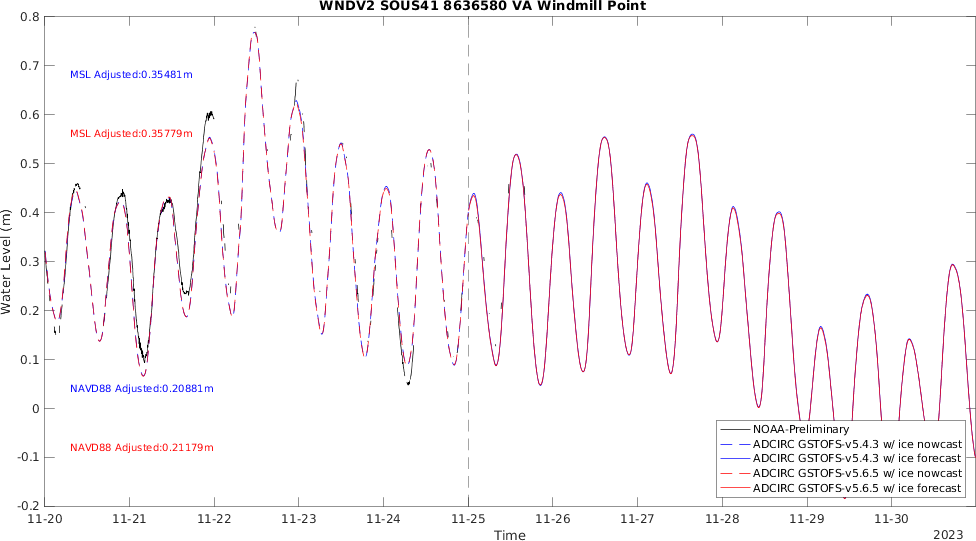 WNDV2 SOUS41 8636580 VA Windmill Point
0.8
0.7
0.6
0.5
0.4
0.3
0.2
0.1
0
-0.1
-0.2
Water Level (m)
MSL Adjusted:0.35481m
MSL Adjusted:0.35779m
NAVD88 Adjusted:0.20881m
NAVD88 Adjusted:0.21179m
NOAA-Preliminary
ADCIRC GSTOFS-v5.4.3 w/ ice nowcast
ADCIRC GSTOFS-v5.4.3 w/ ice forecast
ADCIRC GSTOFS-v5.6.5 w/ ice nowcast
ADCIRC GSTOFS-v5.6.5 w/ ice forecast
11-20 11-21 11-22 11-23 11-24 11-25 11-26 11-27 11-28 11-29 11-30
Time
2023